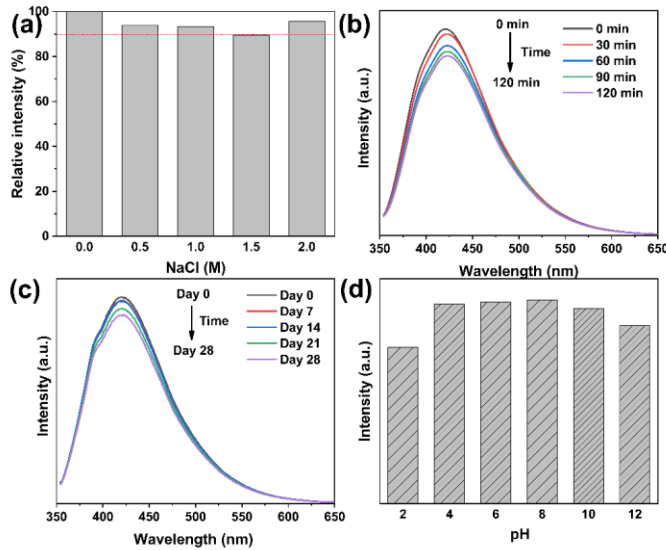 (a)
100
80
60
40
20
0
Relative intensity (%)
0.0 0.5 1.0 1.5 2.0
NaCl (M)
(b)
0 min
Time
120 min
0 min
30 min
60 min
90 min
120 min
Intensity (a.u.)
350 400 450 500 550 600 650
Wavelength (nm)
(c)
Day 0
Time
Day 28
Day 0
Day 7
Day 14
Day 21
Day 28
Intensity (a.u.)
350 400 450 500 550 600 650
Wavelength (nm)
(d)
Intensity (a.u.)
2 4 6 8 10 12
pH